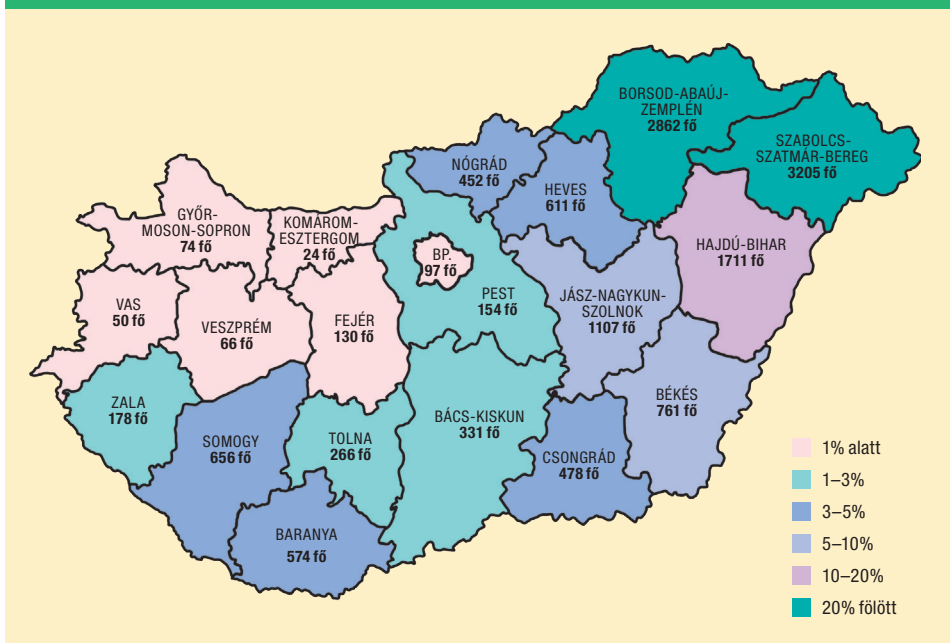 BORSOD-ABAÚJ-
ZEMPLÉN
2862 fő
SZABOLCS-
SZATMÁR-BEREG
3205 fő
NÓGRÁD
452 fő
HEVES
611 fő
GYŐR-
MOSON-SOPRON
74 fő
KOMÁROM-
ESZTERGOM
24 fő
HAJDÚ-BIHAR
1711 fő
BP.
97 fő
PEST
154 fő
JÁSZ-NAGYKUN-
SZOLNOK
1107 fő
VAS
50 fő
VESZPRÉM
66 fő
FEJÉR
130 fő
ZALA
178 fő
BÉKÉS
761 fő
SOMOGY
656 fő
TOLNA
266 fő
BÁCS-KISKUN
331 fő
CSONGRÁD
478 fő
BARANYA
574 fő
1% alatt
1–3%
3–5%
5–10%
10–20%
20% fölött